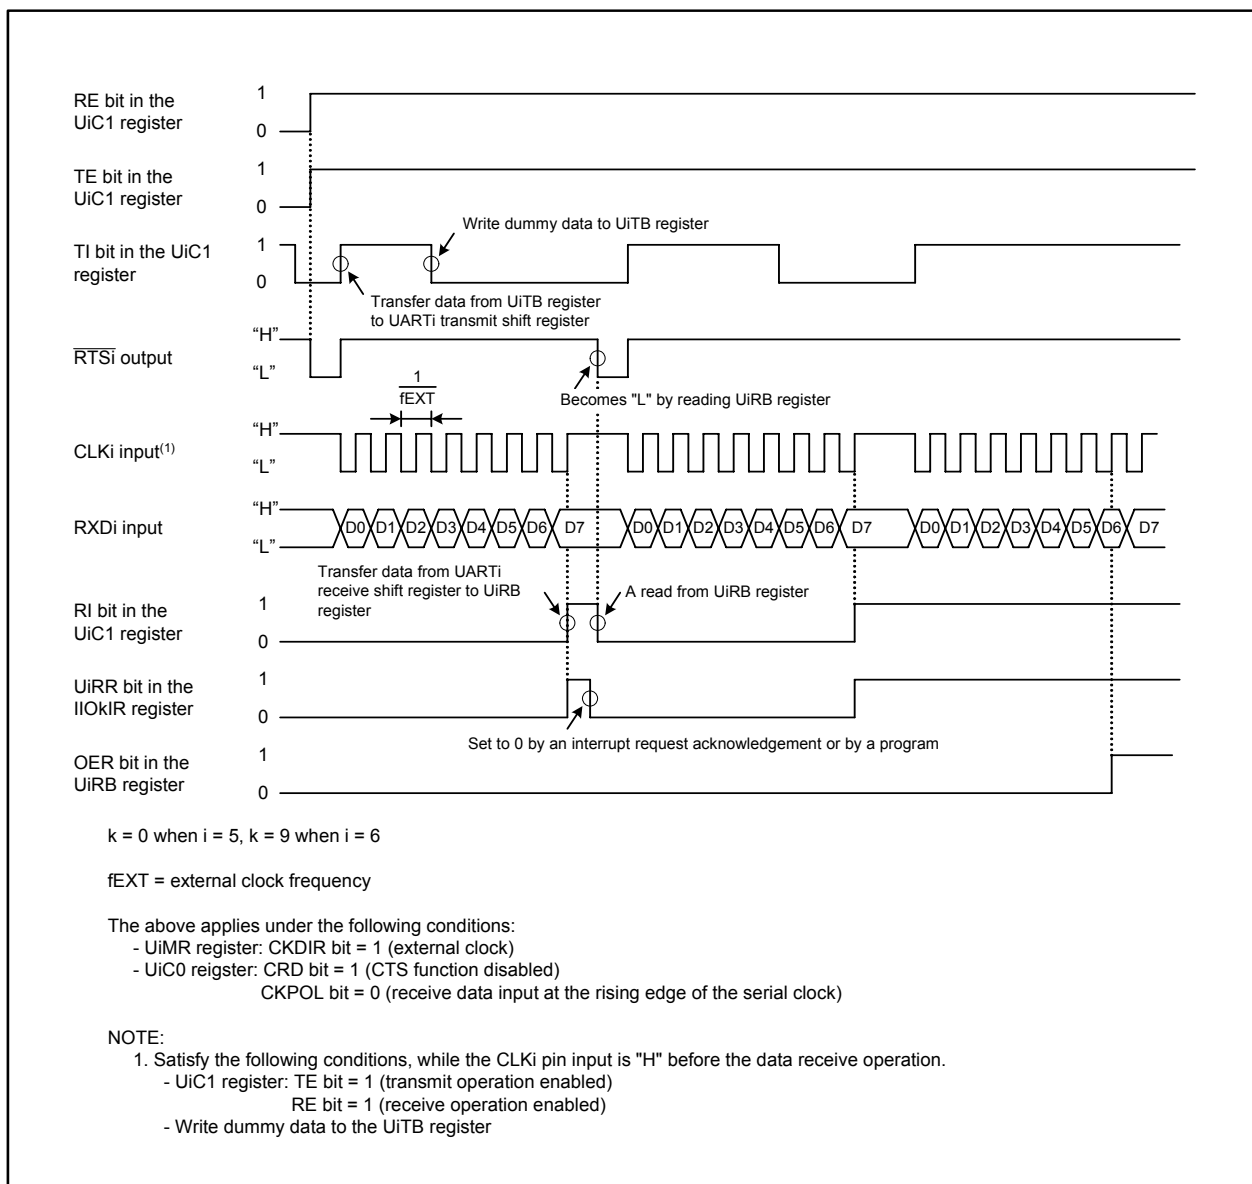 RE bit in the
UiC1 register
1
0
TE bit in the
UiC1 register
1
0
Write dummy data to UiTB register
TI bit in the UiC1
register
1
0
Transfer data from UiTB register
to UARTi transmit shift register
RTSi output
“H”
“L”
1
fEXT
Becomes "L" by reading UiRB register
CLKi input(1)
“H”
“L”
RXDi input
“H”
“L”
D0 D1 D2 D3 D4 D5 D6 D7 D0 D1 D2 D3 D4 D5 D6 D7 D0 D1 D2 D3 D4 D5 D6 D7
Transfer data from UARTi
receive shift register to UiRB
register
A read from UiRB register
RI bit in the
UiC1 register
1
0
UiRR bit in the
IIOkIR register
1
0
Set to 0 by an interrupt request acknowledgement or by a program
OER bit in the
UiRB register
1
0
k = 0 when i = 5, k = 9 when i = 6
fEXT = external clock frequency
The above applies under the following conditions:
- UiMR register: CKDIR bit = 1 (external clock)
- UiC0 reigster: CRD bit = 1 (CTS function disabled)
CKPOL bit = 0 (receive data input at the rising edge of the serial clock)
NOTE:
1. Satisfy the following conditions, while the CLKi pin input is "H" before the data receive operation.
- UiC1 register: TE bit = 1 (transmit operation enabled)
RE bit = 1 (receive operation enabled)
- Write dummy data to the UiTB register